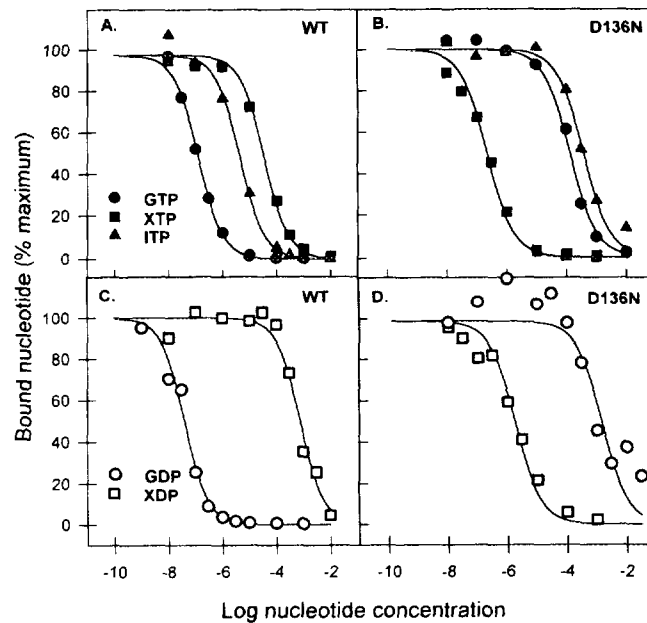 A. WT
B. D136N
100
80
60
40
20
0
GTP
XTP
ITP
C. WT
D. D136N
100
80
60
40
20
0
GDP
XDP
-10 -8 -6 -4 -2
-10 -8 -6 -4 -2
Bound nucleotide (% maximum)
Log nucleotide concentration